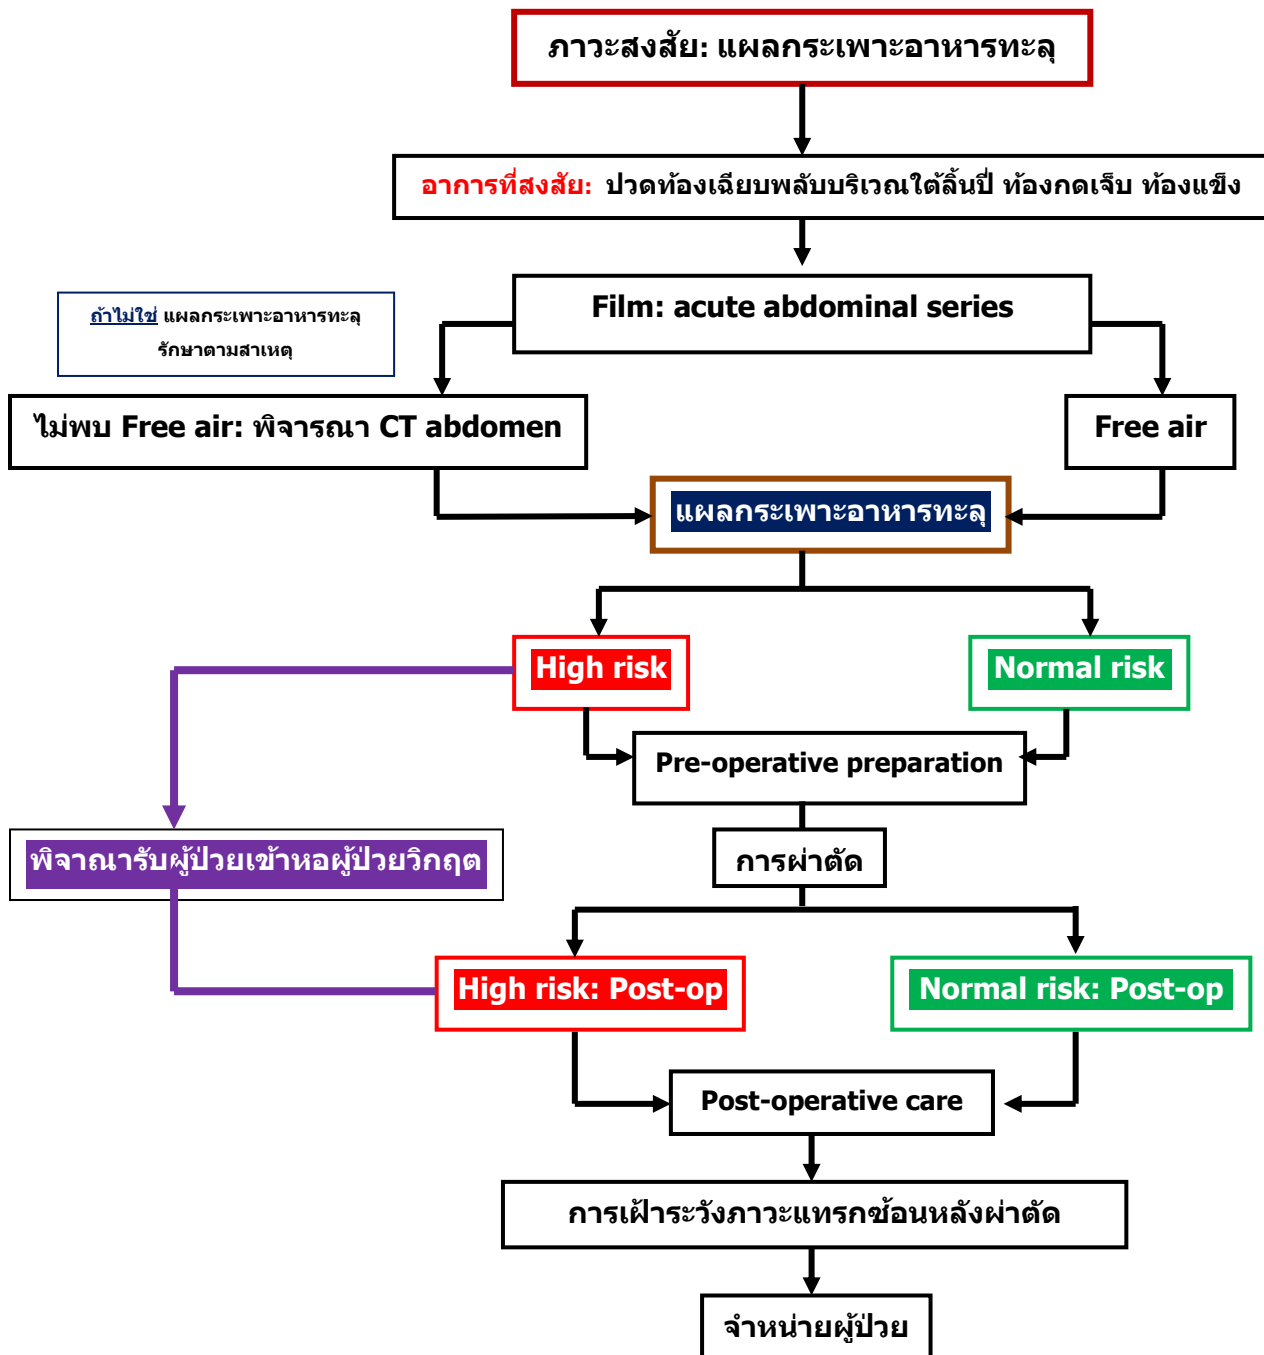 ภาวะสงสัย: แผลกระเพาะอาหารทะลุ
อาการที่สงสัย: ปวดท้องเฉียบพลับบริเวณใต้ลิ้นปี่ ท้องกดเจ็บ ท้องแข็ง
Film: acute abdominal series
ถ้าไม่ใช่ แผลกระเพาะอาหารทะลุ
รักษาตามสาเหตุ
ไม่พบ Free air: พิจารณา CT abdomen
Free air
แผลกระเพาะอาหารทะลุ
High risk
Normal risk
Pre-operative preparation
พิจาณารับผู้ป่วยเข้าหอผู้ป่วยวิกฤต
การผ่าตัด
High risk: Post-op
Normal risk: Post-op
Post-operative care
การเฝ้าระวังภาวะแทรกซ้อนหลังผ่าตัด
จำหน่ายผู้ป่วย